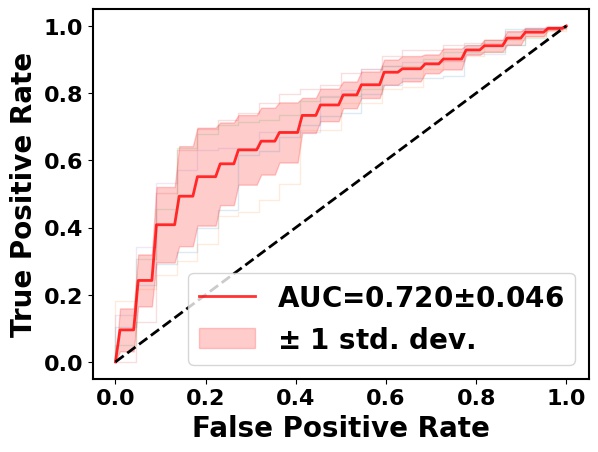 1.0
0.8
0.6
0.4
0.2
0.0
True Positive Rate
AUC=0.720±0.046
± 1 std. dev.
0.0 0.2 0.4 0.6 0.8 1.0
False Positive Rate